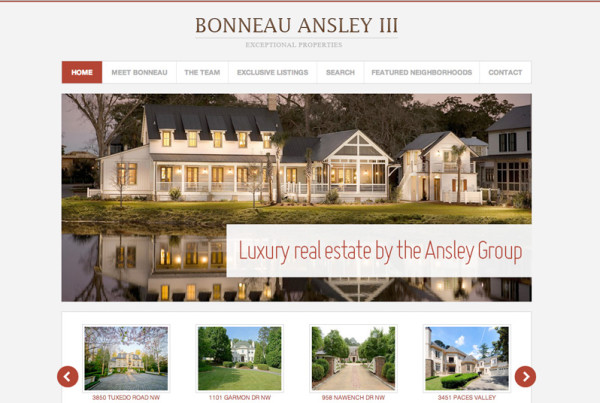 BONNEAU ANSLEY III
EXCEPTIONAL PROPERTIES
HOME MEET BONNEAU THE TEAM EXCLUSIVE LISTINGS SEARCH FEATURED NEIGHBORHOODS CONTACT
Luxury real estate by the Ansley Group
3850 TUXEDO ROAD NW 1101 GARMON DR NW 958 NAWENCH DR NW 3451 PACES VALLEY